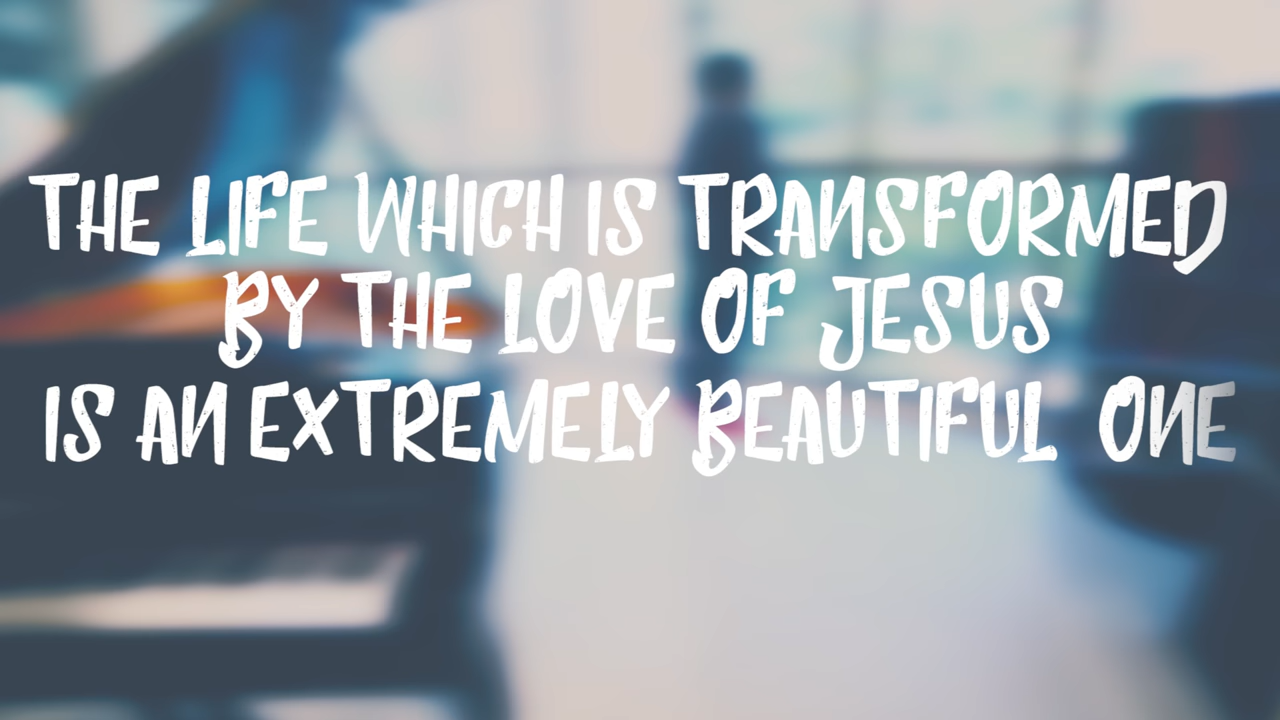 THE LIFE WHICH IS TRANSFORMED
BY THE LOVE OF JESUS
IS AN EXTREMELY BEAUTIFUL ONE